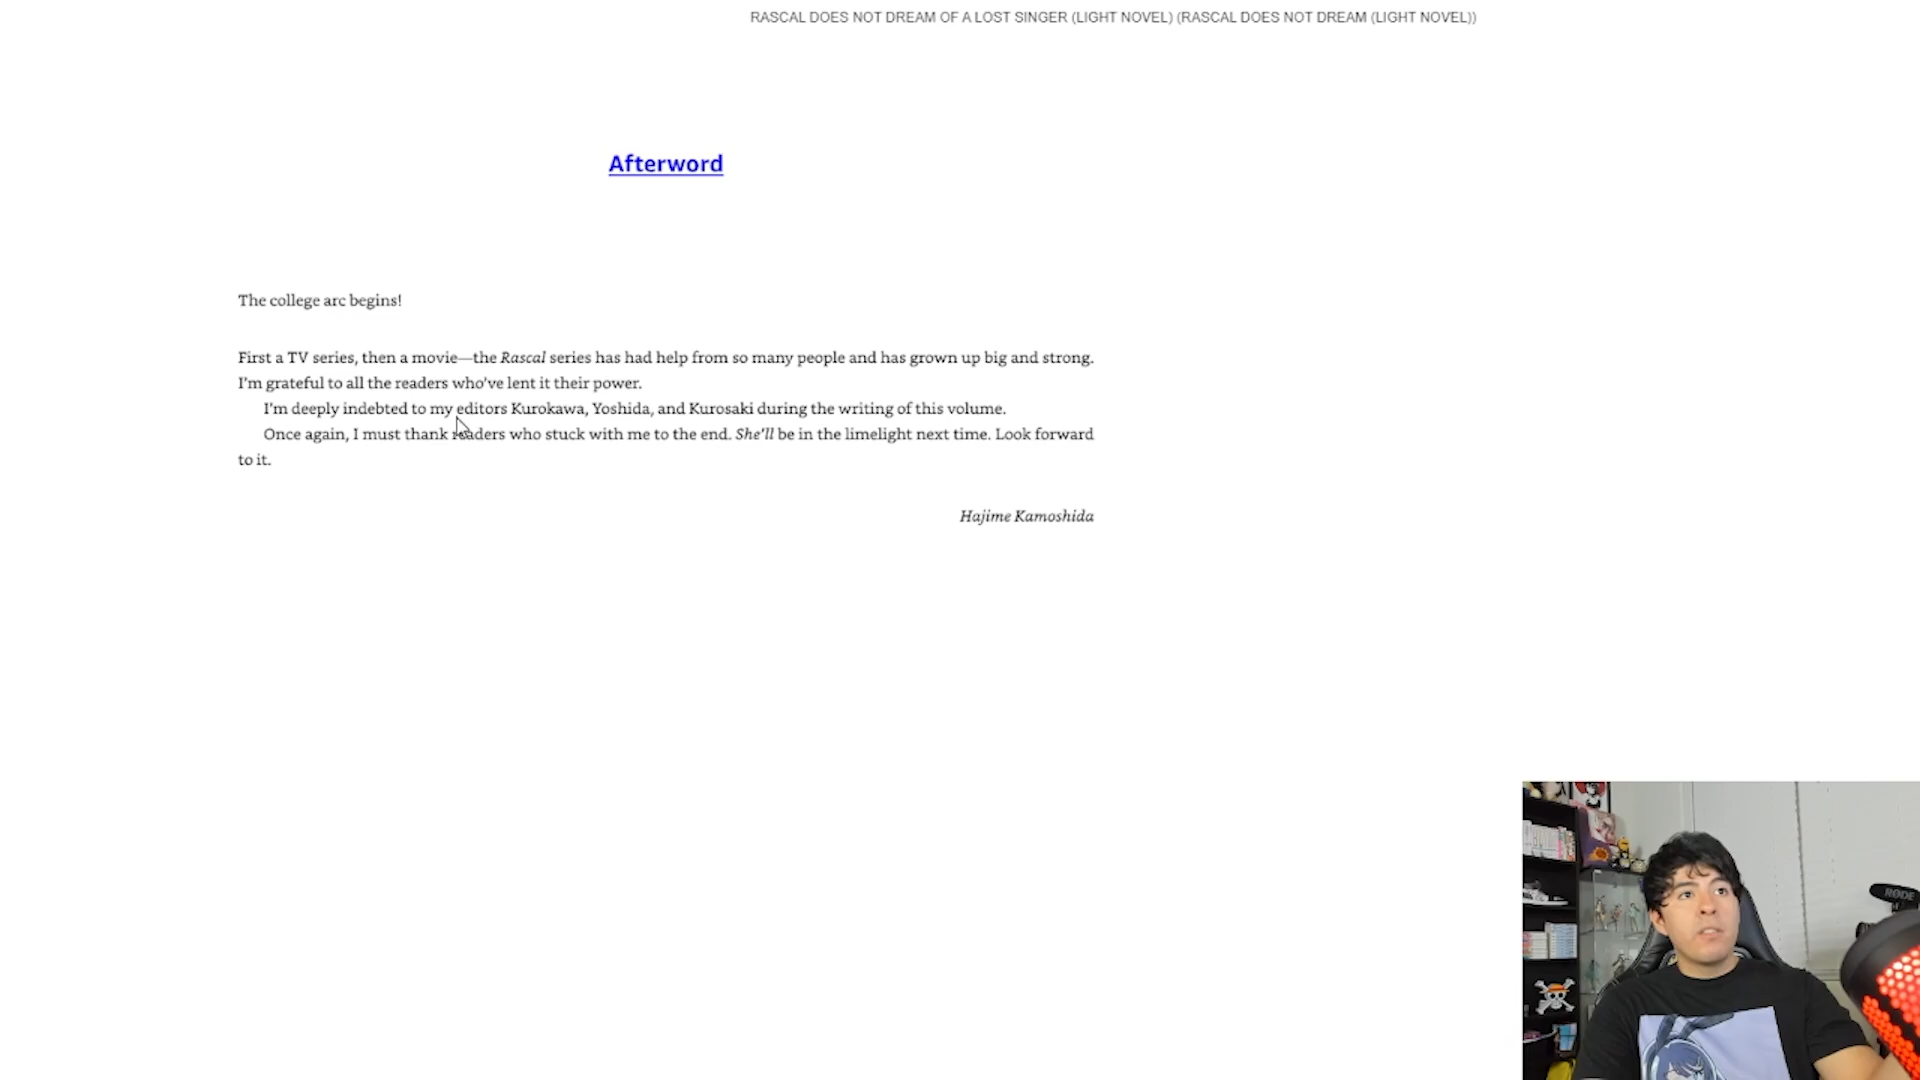 RASCAL DOES NOT DREAM OF A LOST SINGER (LIGHT NOVEL) (RASCAL DOES NOT DREAM (LIGHT NOVEL))
Afterword
The college arc begins!
First a TV series, then a movie—the Rascal series has had help from so many people and has grown up big and strong.
I'm grateful to all the readers who've lent it their power.
I'm deeply indebted to my editors Kurokawa, Yoshida, and Kurosaki during the writing of this volume.
Once again, I must thank readers who stuck with me to the end. She'll be in the limelight next time. Look forward
to it.
Hajime Kamoshida
RØDE